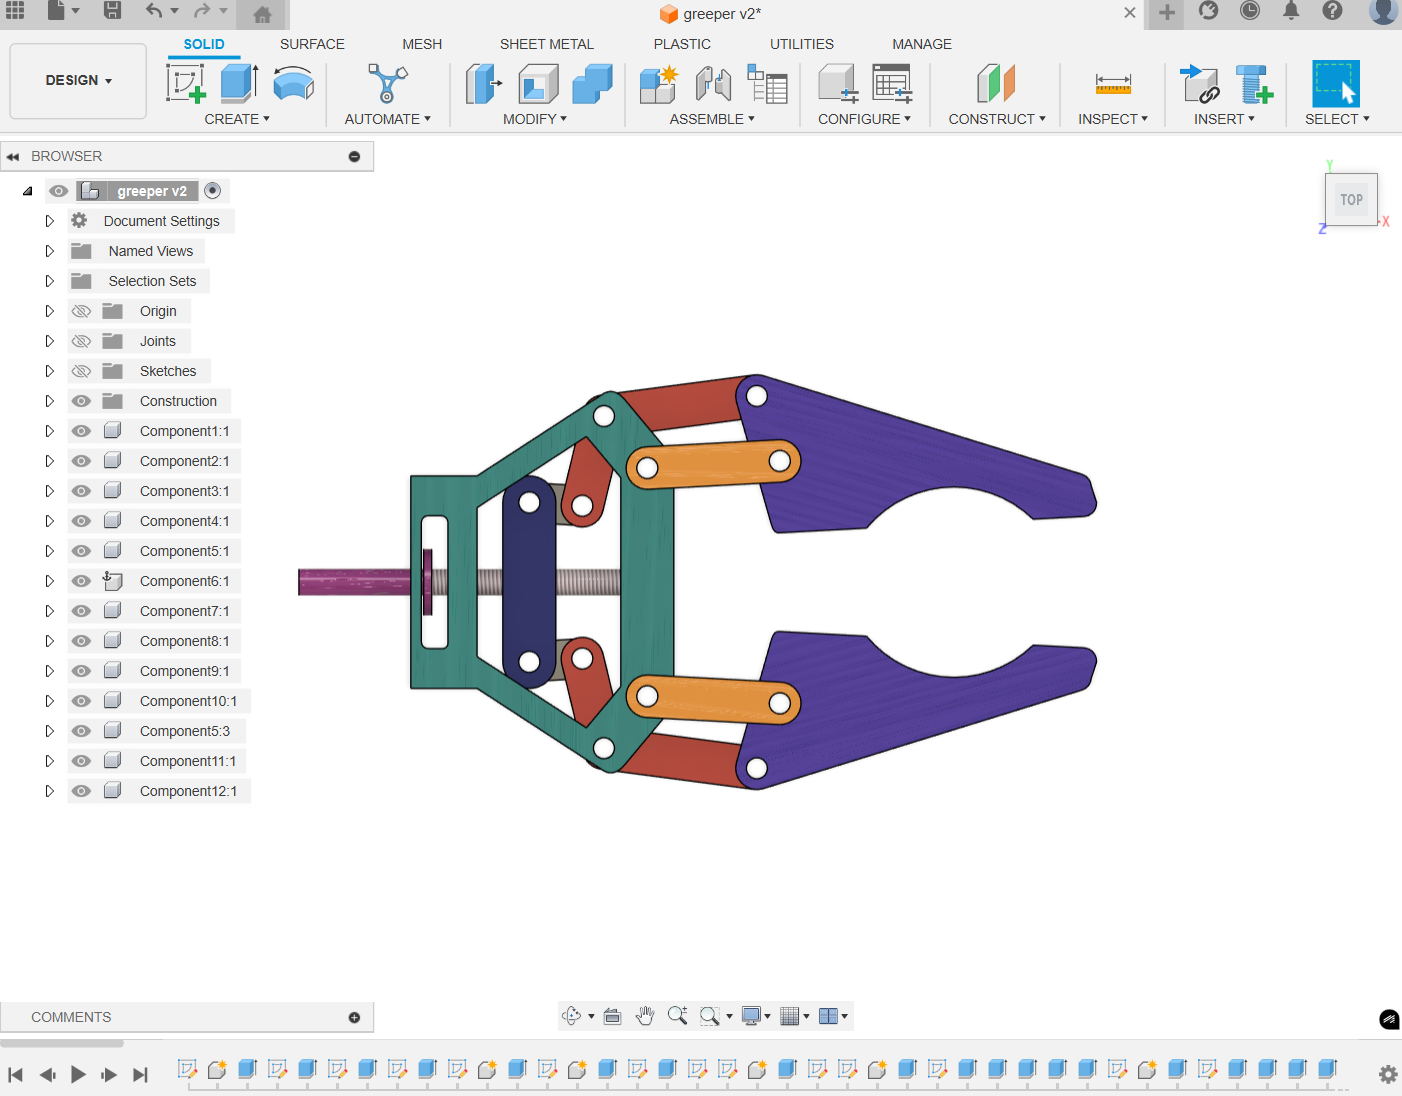 greeper v2*
SOLID SURFACE MESH SHEET METAL PLASTIC UTILITIES MANAGE
DESIGN
CREATE AUTOMATE MODIFY ASSEMBLE CONFIGURE CONSTRUCT INSPECT INSERT SELECT
BROWSER
greeper v2
Document Settings
Named Views
Selection Sets
Origin
Joints
Sketches
Construction
Component1:1
Component2:1
Component3:1
Component4:1
Component5:1
Component6:1
Component7:1
Component8:1
Component9:1
Component10:1
Component5:3
Component11:1
Component12:1
Y
TOP
X
Z
COMMENTS